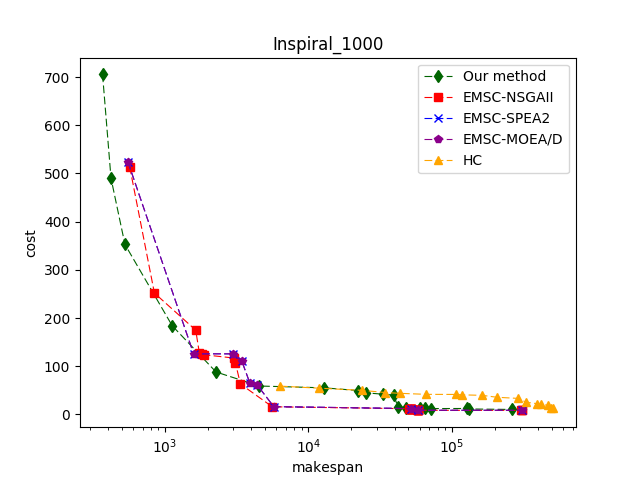 Inspiral_1000
700
600
500
400
300
200
100
0
cost
10³
10⁴
10⁵
makespan
Our method
EMSC-NSGAII
EMSC-SPEA2
EMSC-MOEA/D
HC